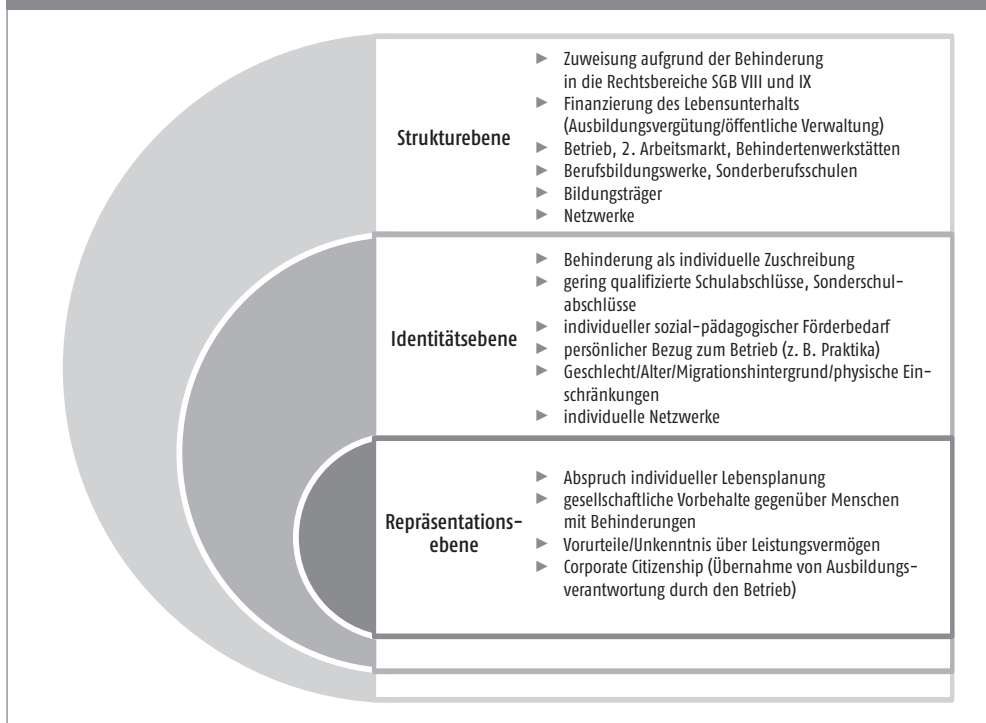 Strukturebene
► Zuweisung aufgrund der Behinderung
in die Rechtsbereiche SGB VIII und IX
► Finanzierung des Lebensunterhalts
(Ausbildungsvergütung/öffentliche Verwaltung)
► Betrieb, 2. Arbeitsmarkt, Behindertenwerkstätten
► Berufsbildungswerke, Sonderberufsschulen
► Bildungsträger
► Netzwerke
Identitätsebene
► Behinderung als individuelle Zuschreibung
► gering qualifizierte Schulabschlüsse, Sonderschul-
abschlüsse
► individueller sozial-pädagogischer Förderbedarf
► persönlicher Bezug zum Betrieb (z. B. Praktika)
► Geschlecht/Alter/Migrationshintergrund/physische Ein-
schränkungen
► individuelle Netzwerke
Repräsentations-
ebene
► Abspruch individueller Lebensplanung
► gesellschaftliche Vorbehalte gegenüber Menschen
mit Behinderungen
► Vorurteile/Unkenntnis über Leistungsvermögen
► Corporate Citizenship (Übernahme von Ausbildungs-
verantwortung durch den Betrieb)